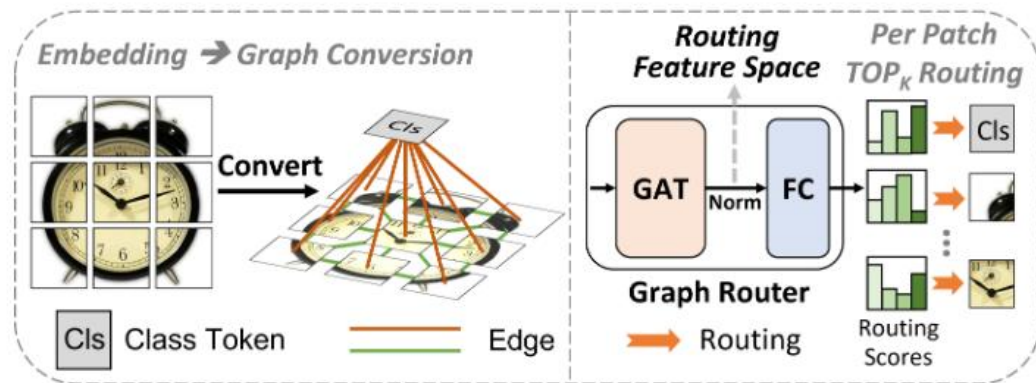 Embedding → Graph Conversion
Convert
Cls
Cls Class Token
Edge
Routing
Feature Space
GAT
Norm
FC
Graph Router
Routing
Per Patch
TOP_K Routing
Cls
Routing
Scores